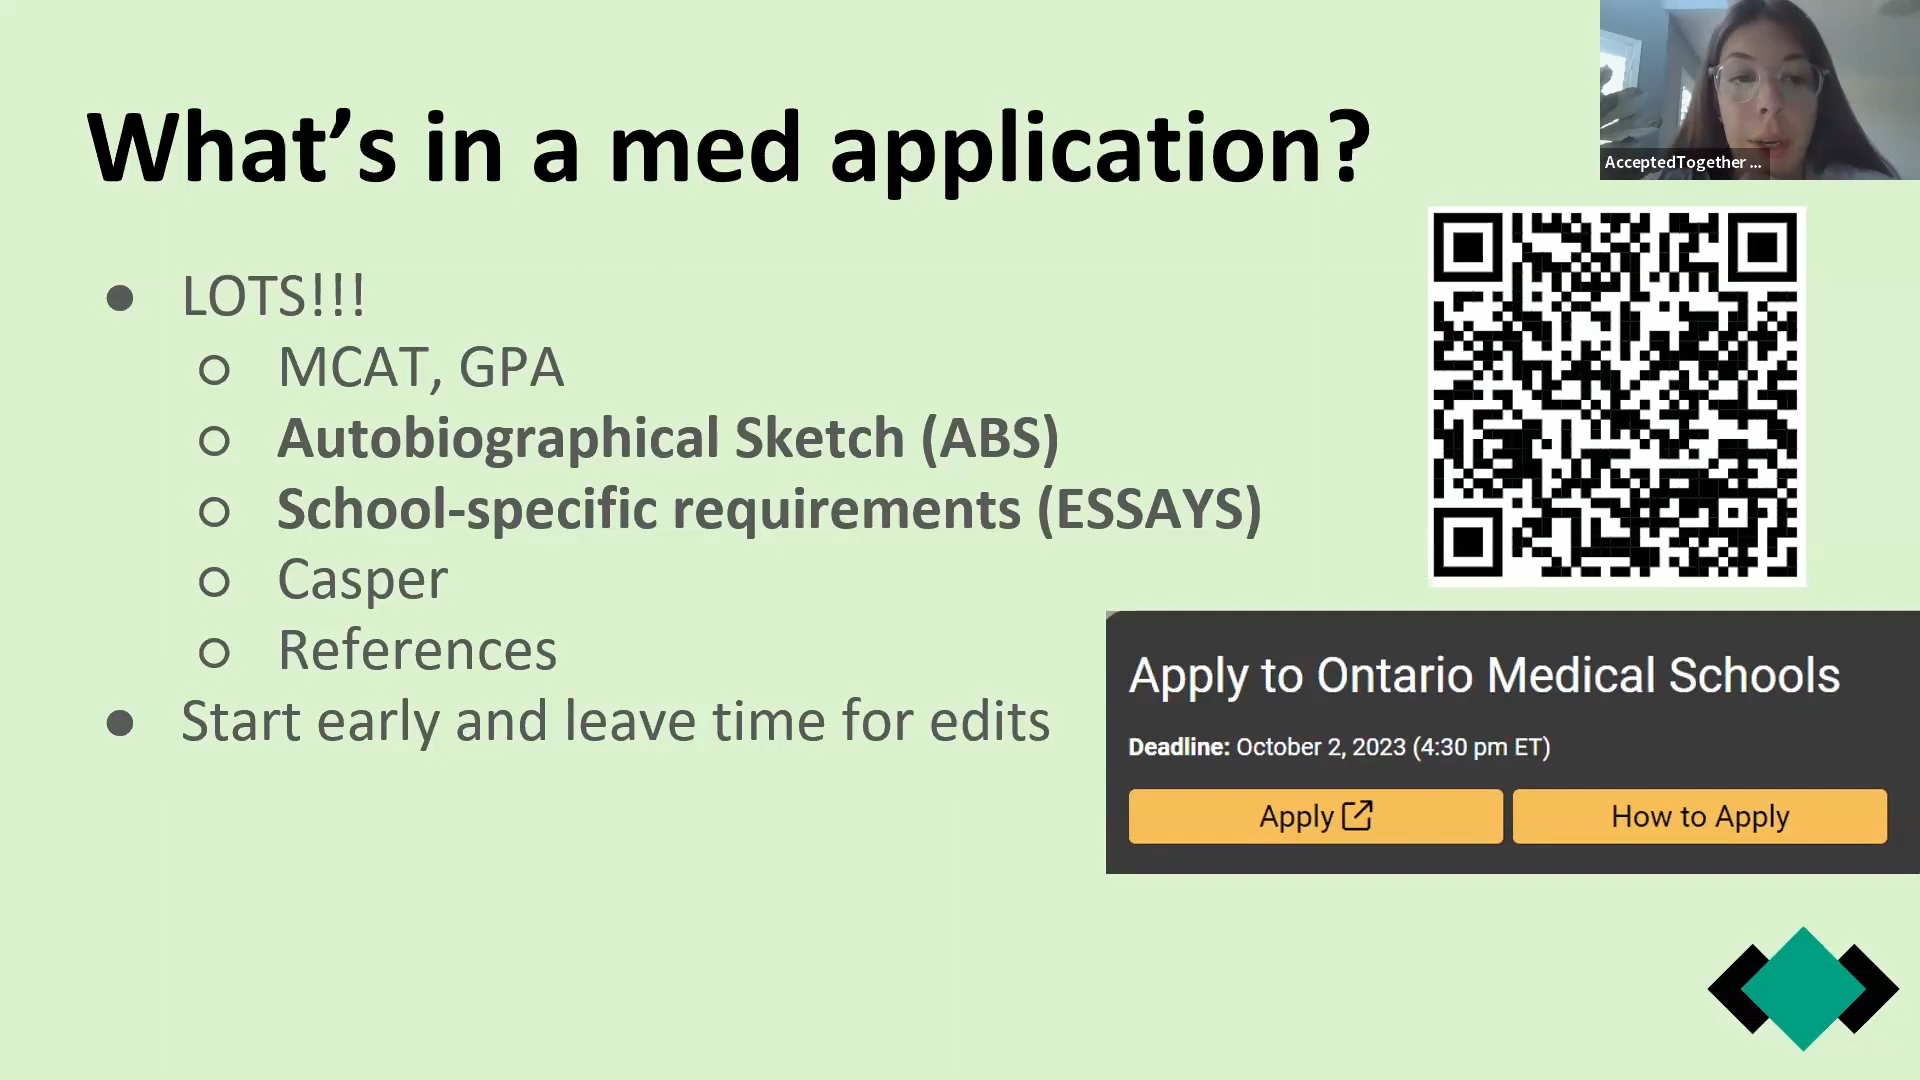 What’s in a med application?
AcceptedTogether ...
● LOTS!!!
○ MCAT, GPA
○ Autobiographical Sketch (ABS)
○ School-specific requirements (ESSAYS)
○ Casper
○ References
● Start early and leave time for edits
Apply to Ontario Medical Schools
Deadline: October 2, 2023 (4:30 pm ET)
Apply
How to Apply